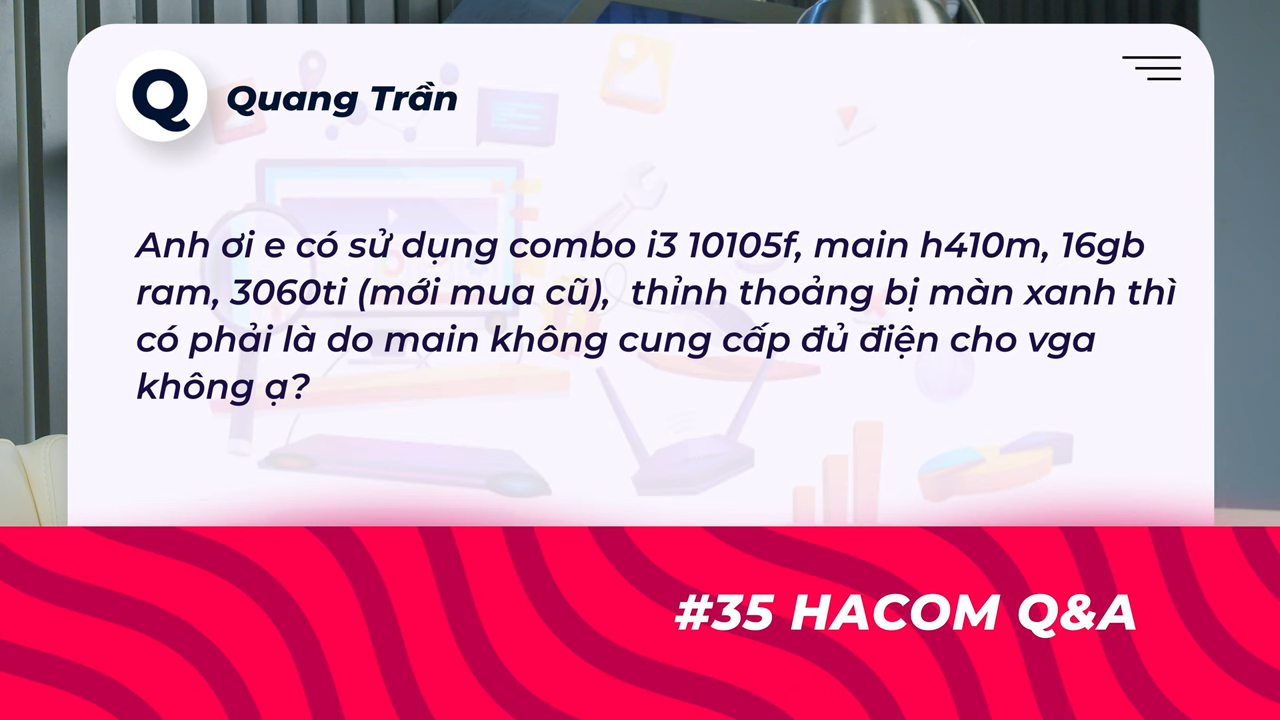 Q
Quang Trần
Anh ơi e có sử dụng combo i3 10105f, main h410m, 16gb
ram, 3060ti (mới mua cũ), thỉnh thoảng bị màn xanh thì
có phải là do main không cung cấp đủ điện cho vga
không ạ?
#35 HACOM Q&A